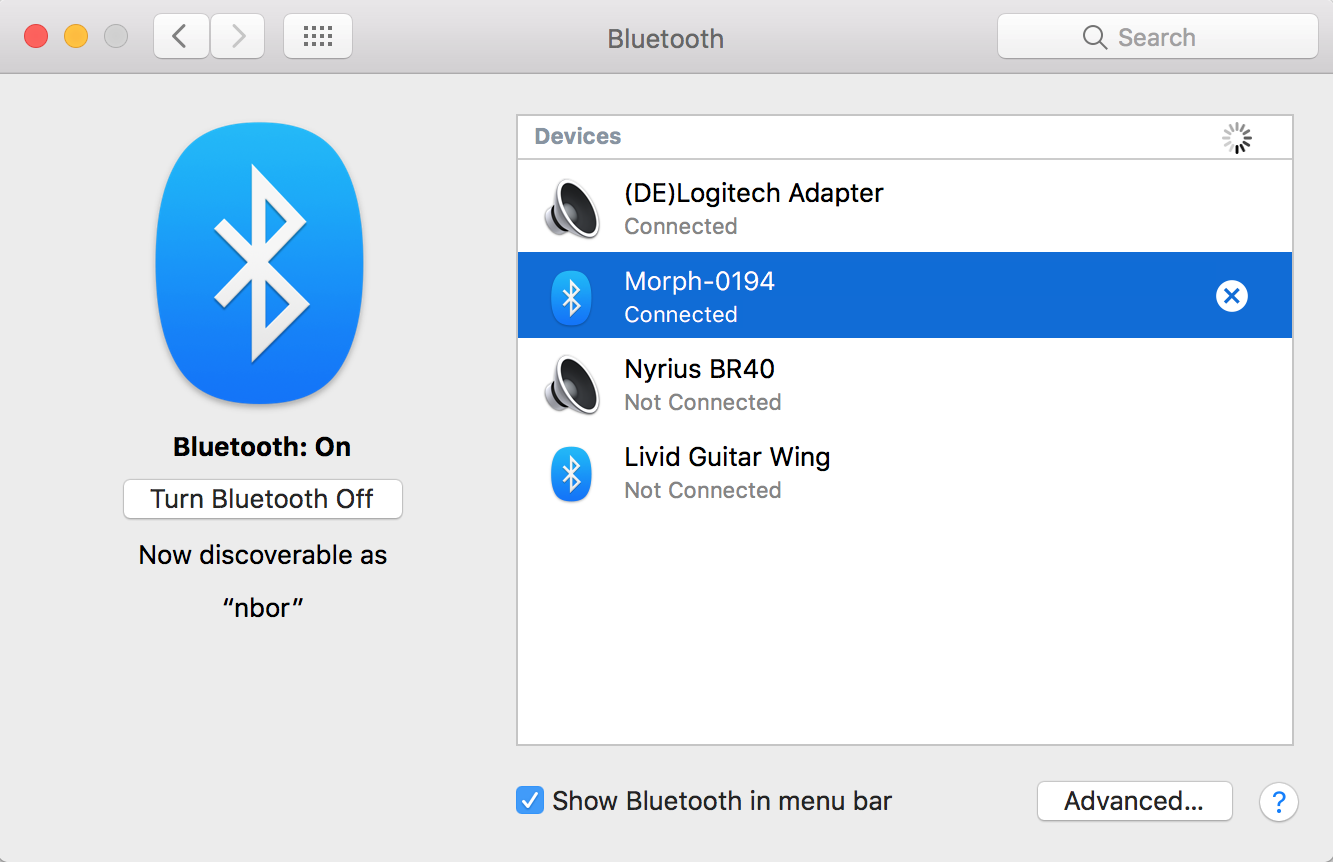 Bluetooth
Search
Devices
(DE)Logitech Adapter
Connected
Morph-0194
Connected
Nyrius BR40
Not Connected
Livid Guitar Wing
Not Connected
Bluetooth: On
Turn Bluetooth Off
Now discoverable as
“nbor”
Show Bluetooth in menu bar
Advanced...
?